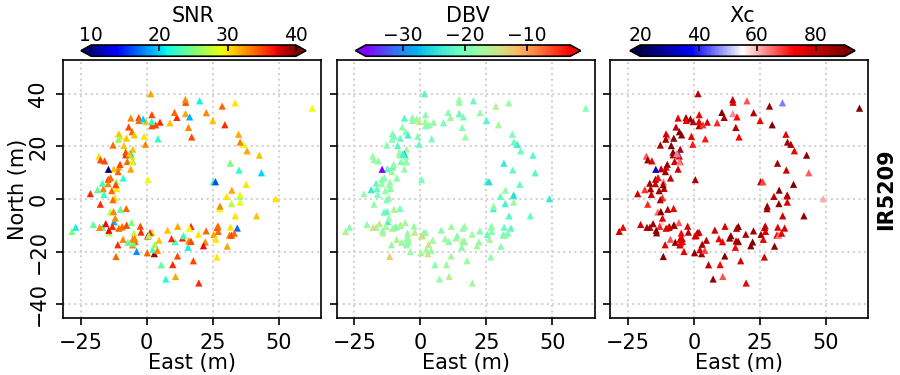 SNR DBV Xc
10 20 30 40 −30 −20 −10 20 40 60 80
40
20
0
−20
−40
North (m)
IR5209
−25 0 25 50 −25 0 25 50 −25 0 25 50
East (m) East (m) East (m)